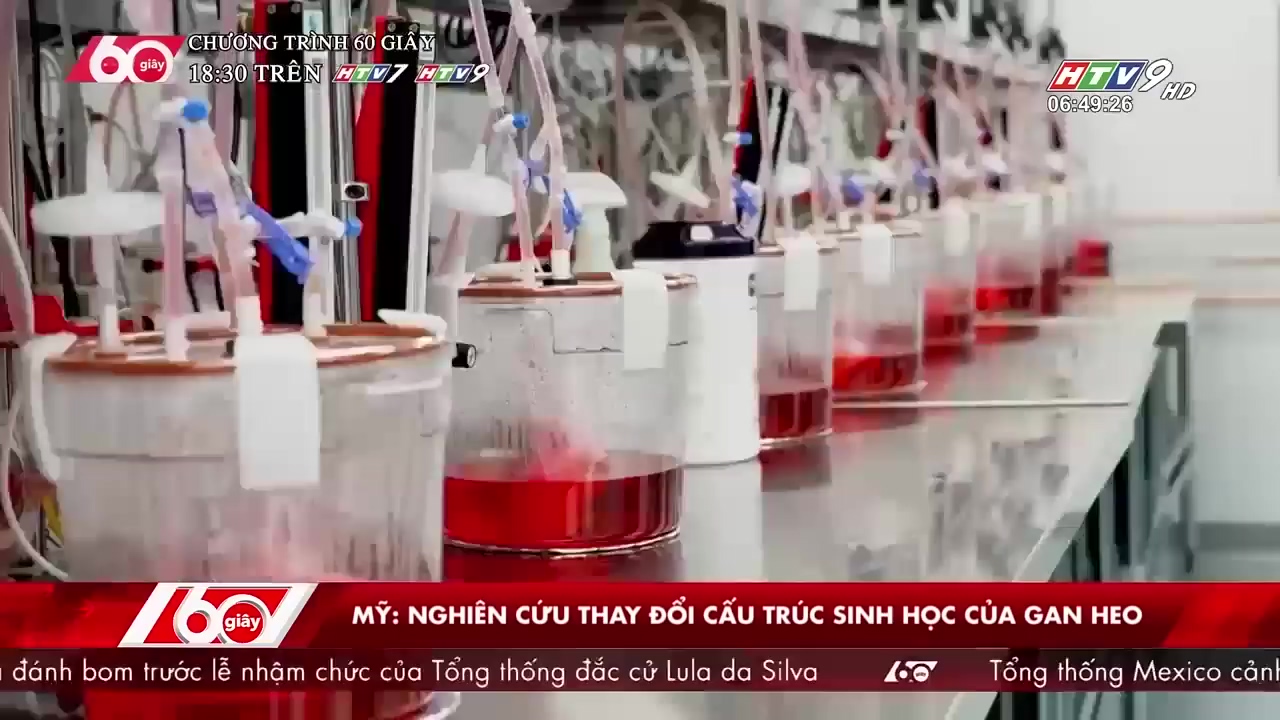 60 giây
CHƯƠNG TRÌNH 60 GIÂY
18:30 TRÊN HTV7 HTV9
HTV9 HD
06:49:26
60 giây
MỸ: NGHIÊN CỨU THAY ĐỔI CẤU TRÚC SINH HỌC CỦA GAN HEO
đánh bom trước lễ nhậm chức của Tổng thống đắc cử Lula da Silva 60 giây Tổng thống Mexico cảnh